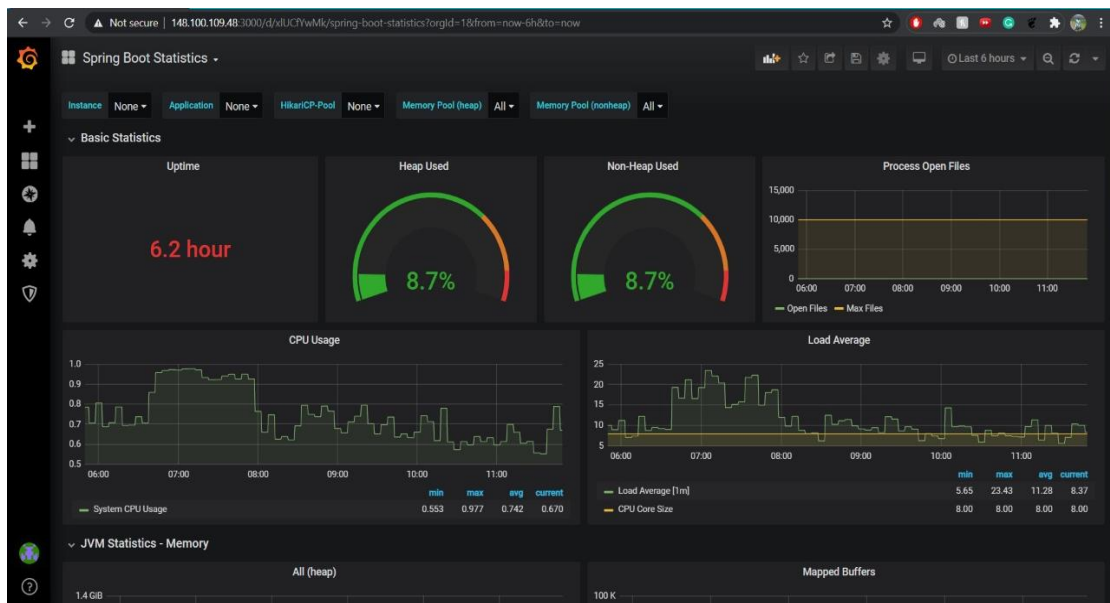 Not secure | 148.100.109.48:3000/d/xlUCfYwMk/spring-boot-statistics?orgId=1&from=now-6h&to=now
Spring Boot Statistics
Last 6 hours
Instance None Application None HikariCP-Pool None Memory Pool (heap) All Memory Pool (nonheap) All
Basic Statistics
Uptime
6.2 hour
Heap Used
8.7%
Non-Heap Used
8.7%
Process Open Files
15,000
10,000
5,000
0
06:00 07:00 08:00 09:00 10:00 11:00
Open Files Max Files
CPU Usage
1.0
0.9
0.8
0.7
0.6
0.5
06:00 07:00 08:00 09:00 10:00 11:00
min max avg current
System CPU Usage 0.553 0.977 0.742 0.670
Load Average
25
20
15
10
5
06:00 07:00 08:00 09:00 10:00 11:00
min max avg current
Load Average [1m] 5.65 23.43 11.28 8.37
CPU Core Size 8.00 8.00 8.00 8.00
JVM Statistics - Memory
All (heap)
1.4 GiB
Mapped Buffers
100 K